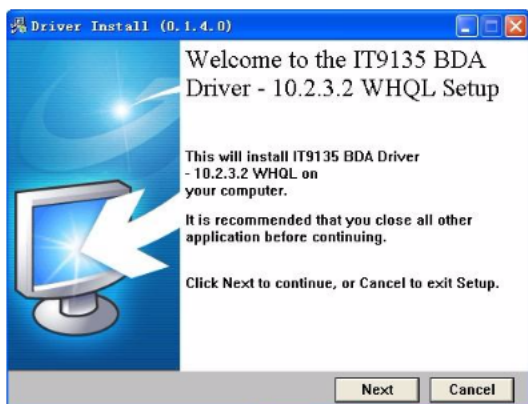 Driver Install (0.1.4.0)
Welcome to the IT9135 BDA
Driver - 10.2.3.2 WHQL Setup
This will install IT9135 BDA Driver
- 10.2.3.2 WHQL on
your computer.
It is recommended that you close all other
application before continuing.
Click Next to continue, or Cancel to exit Setup.
Next
Cancel